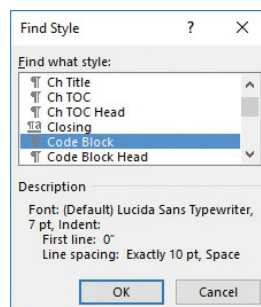 Find Style ? ×
Find what style:
¶ Ch Title
¶ Ch TOC
¶ Ch TOC Head
¶a Closing
¶ Code Block
¶ Code Block Head
Description
Font: (Default) Lucida Sans Typewriter,
7 pt, Indent:
First line: 0"
Line spacing: Exactly 10 pt, Space
OK Cancel